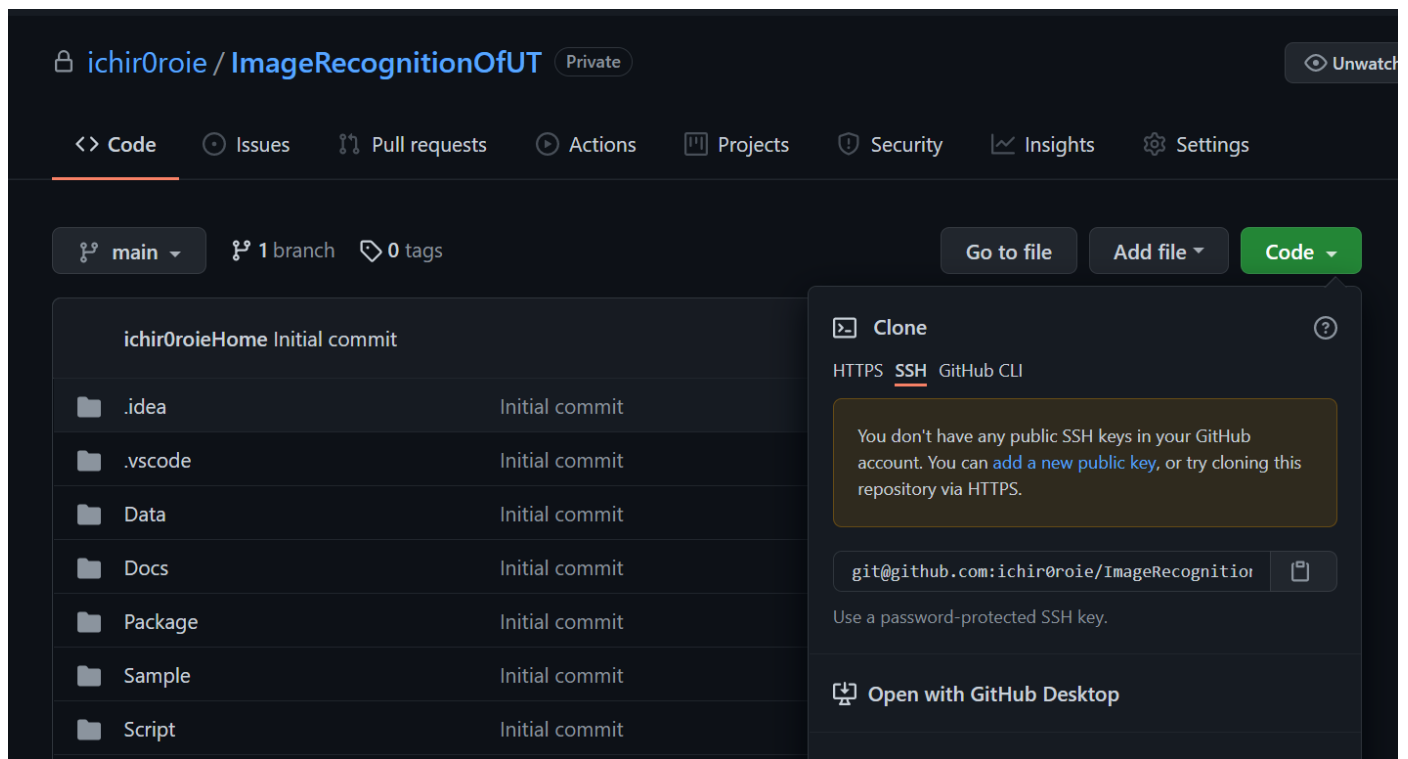 ichir0roie / ImageRecognitionOfUT Private
Unwatch
Code Issues Pull requests Actions Projects Security Insights Settings
main 1 branch 0 tags Go to file Add file Code
ichir0roieHome Initial commit
.idea Initial commit
.vscode Initial commit
Data Initial commit
Docs Initial commit
Package Initial commit
Sample Initial commit
Script Initial commit
Clone
HTTPS SSH GitHub CLI
You don't have any public SSH keys in your GitHub
account. You can add a new public key, or try cloning this
repository via HTTPS.
git@github.com:ichir0roie/ImageRecognition
Use a password-protected SSH key.
Open with GitHub Desktop